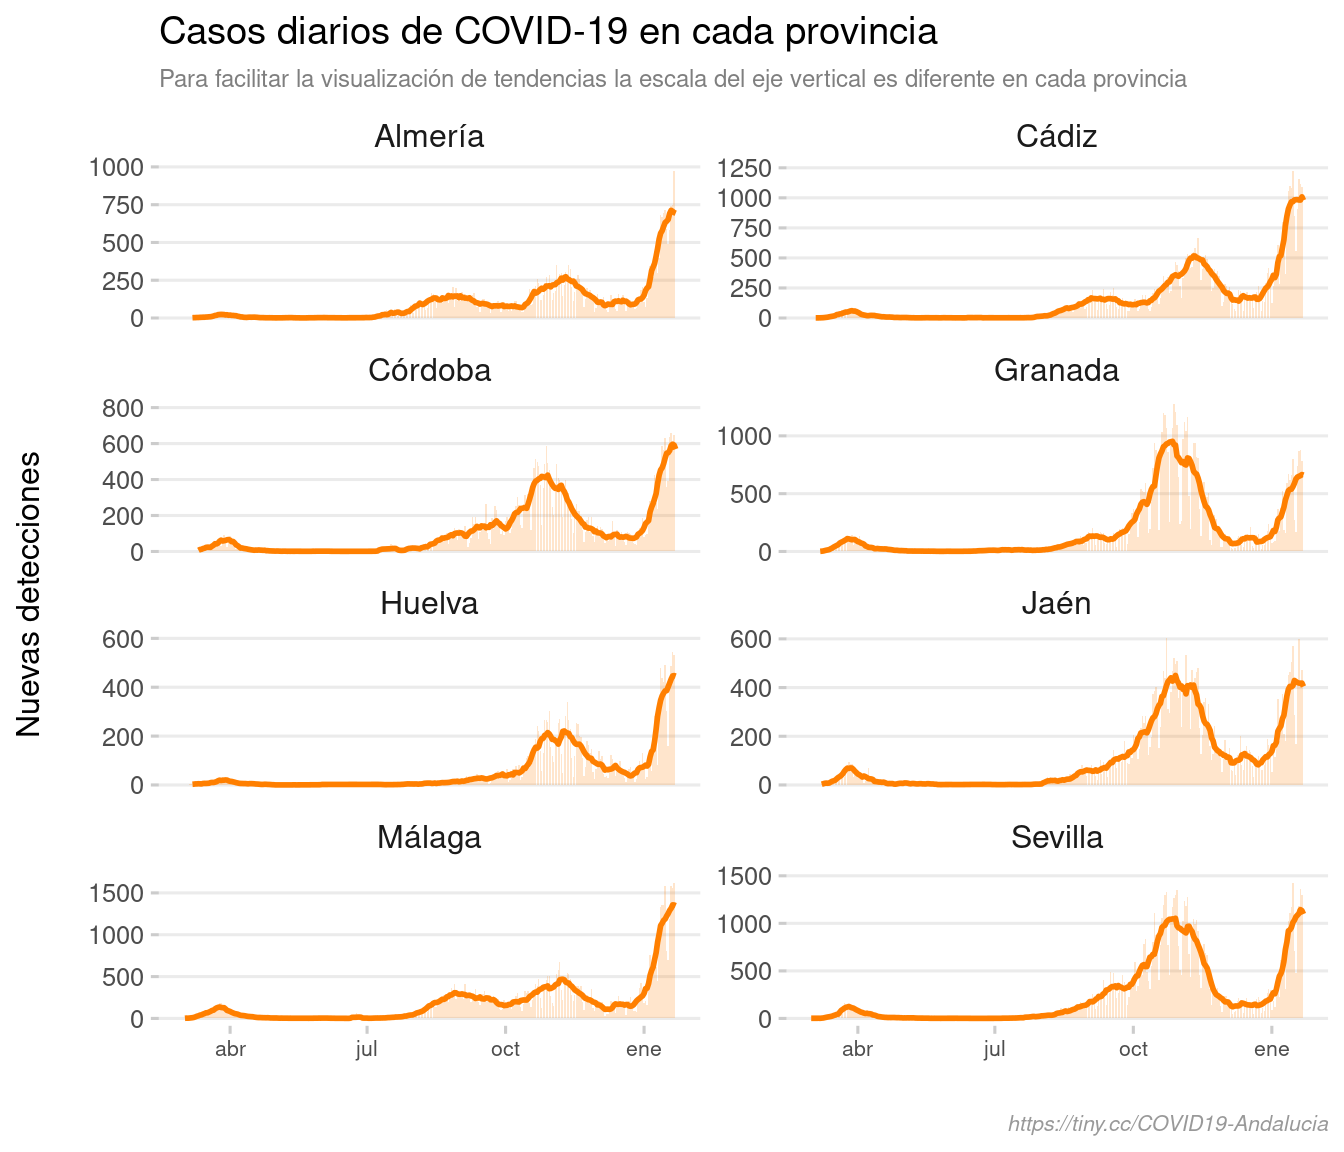 Casos diarios de COVID-19 en cada provincia
Para facilitar la visualización de tendencias la escala del eje vertical es diferente en cada provincia
Nuevas detecciones
Almería
1000
750
500
250
0
Cádiz
1250
1000
750
500
250
0
Córdoba
800
600
400
200
0
Granada
1000
500
0
Huelva
600
400
200
0
Jaén
600
400
200
0
Málaga
1500
1000
500
0
abr jul oct ene
Sevilla
1500
1000
500
0
abr jul oct ene
https://tiny.cc/COVID19-Andalucia